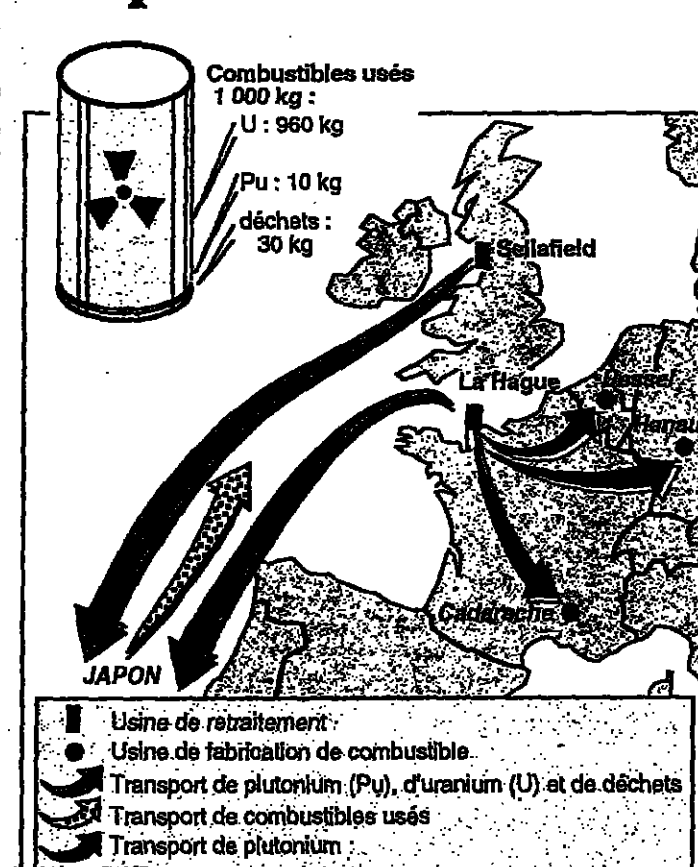 Combustibles usés
1 000 kg :
U : 960 kg
Pu : 10 kg
déchets :
30 kg
Sellafield
La Hague
Dessel
Hanau
Cadarache
JAPON
Usine de retraitement
Usine de fabrication de combustible
Transport de plutonium (Pu), d'uranium (U) et de déchets
Transport de combustibles usés
Transport de plutonium :